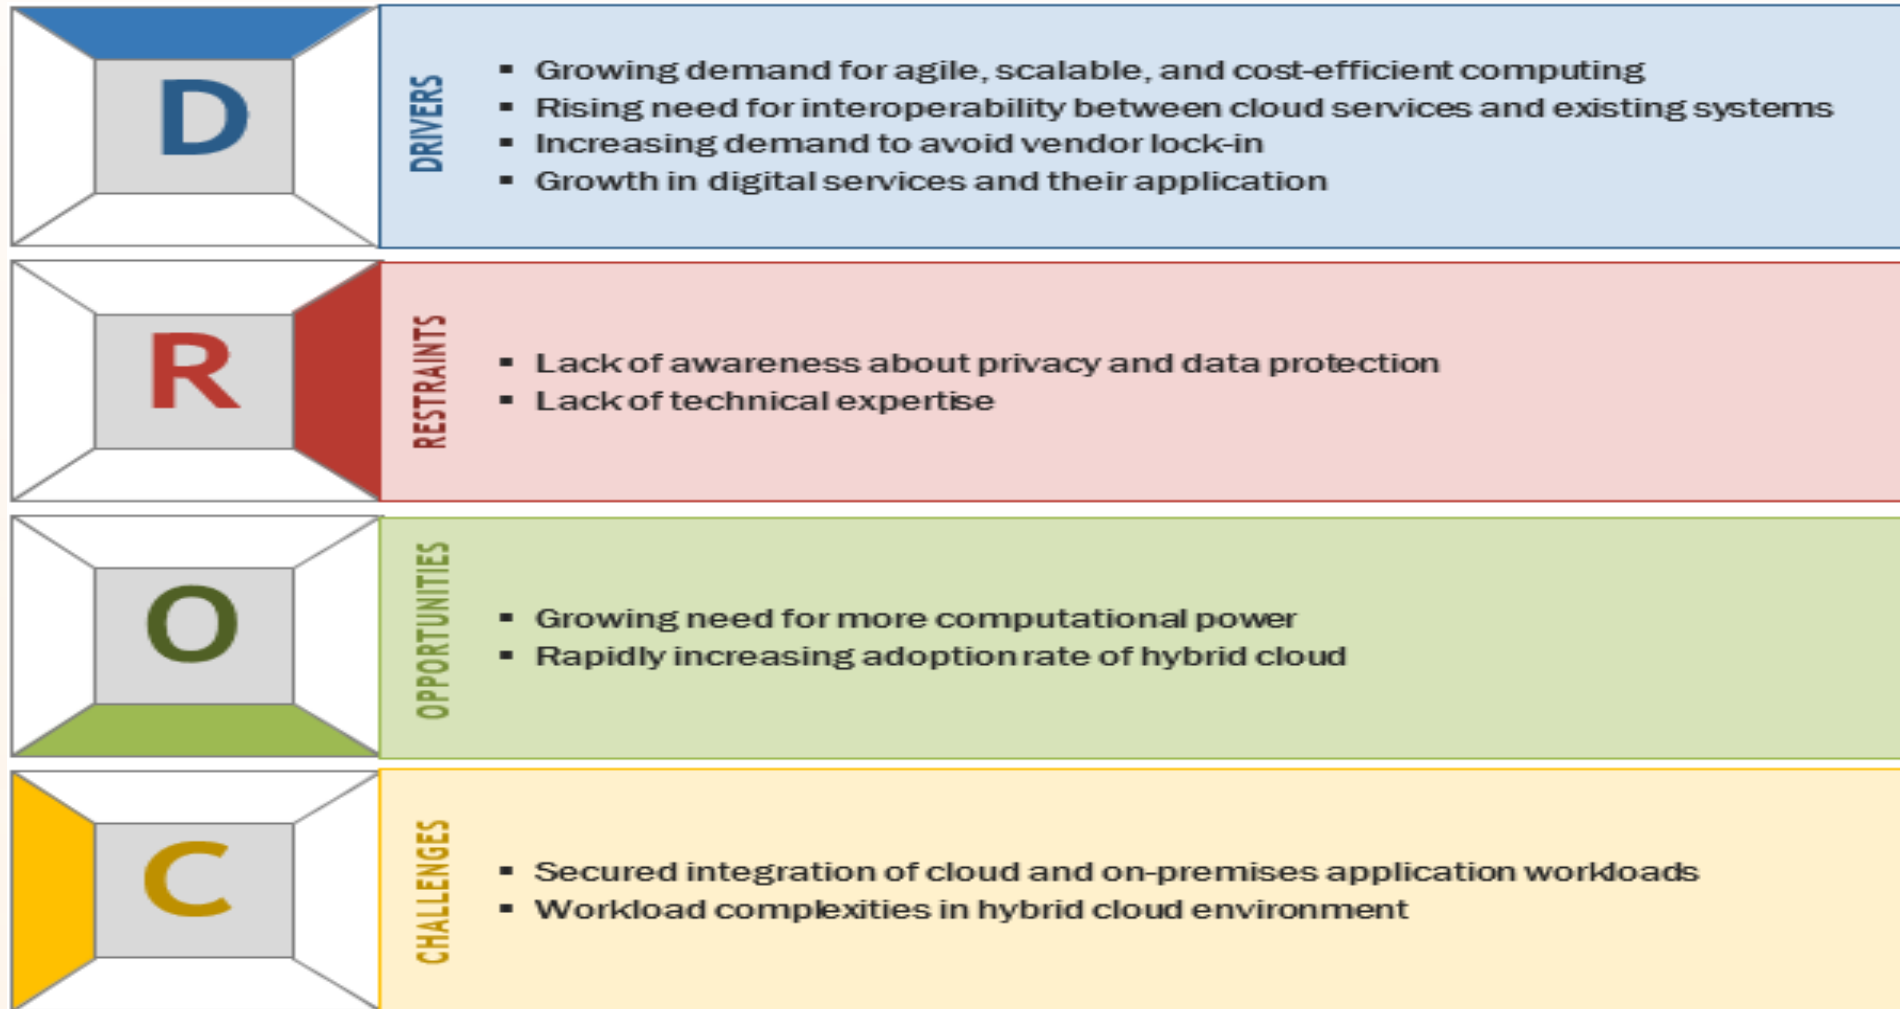 D
DRIVERS
▪ Growing demand for agile, scalable, and cost-efficient computing
▪ Rising need for interoperability between cloud services and existing systems
▪ Increasing demand to avoid vendor lock-in
▪ Growth in digital services and their application
R
RESTRAINTS
▪ Lack of awareness about privacy and data protection
▪ Lack of technical expertise
O
OPPORTUNITIES
▪ Growing need for more computational power
▪ Rapidly increasing adoption rate of hybrid cloud
C
CHALLENGES
▪ Secured integration of cloud and on-premises application workloads
▪ Workload complexities in hybrid cloud environment